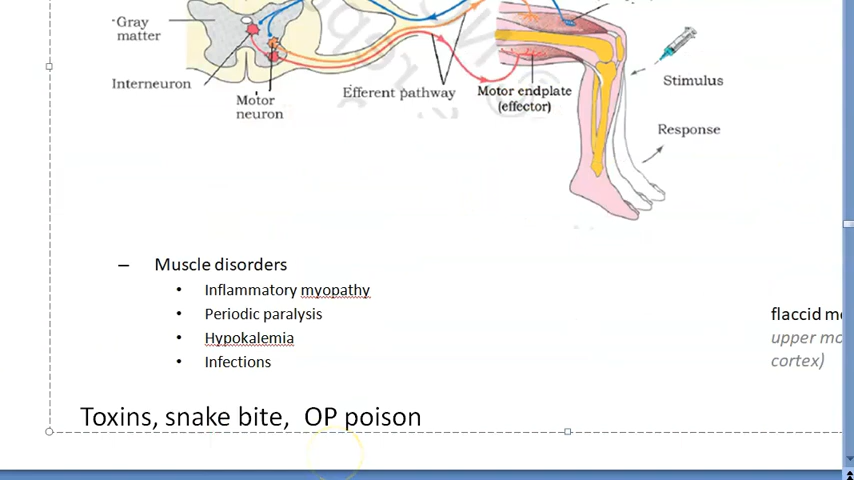 Gray
matter
Interneuron
Motor
neuron
Efferent pathway
Motor endplate
(effector)
Stimulus
Response
– Muscle disorders
• Inflammatory myopathy
• Periodic paralysis
• Hypokalemia
• Infections
flaccid
upper
cortex)
Toxins, snake bite,  OP poison